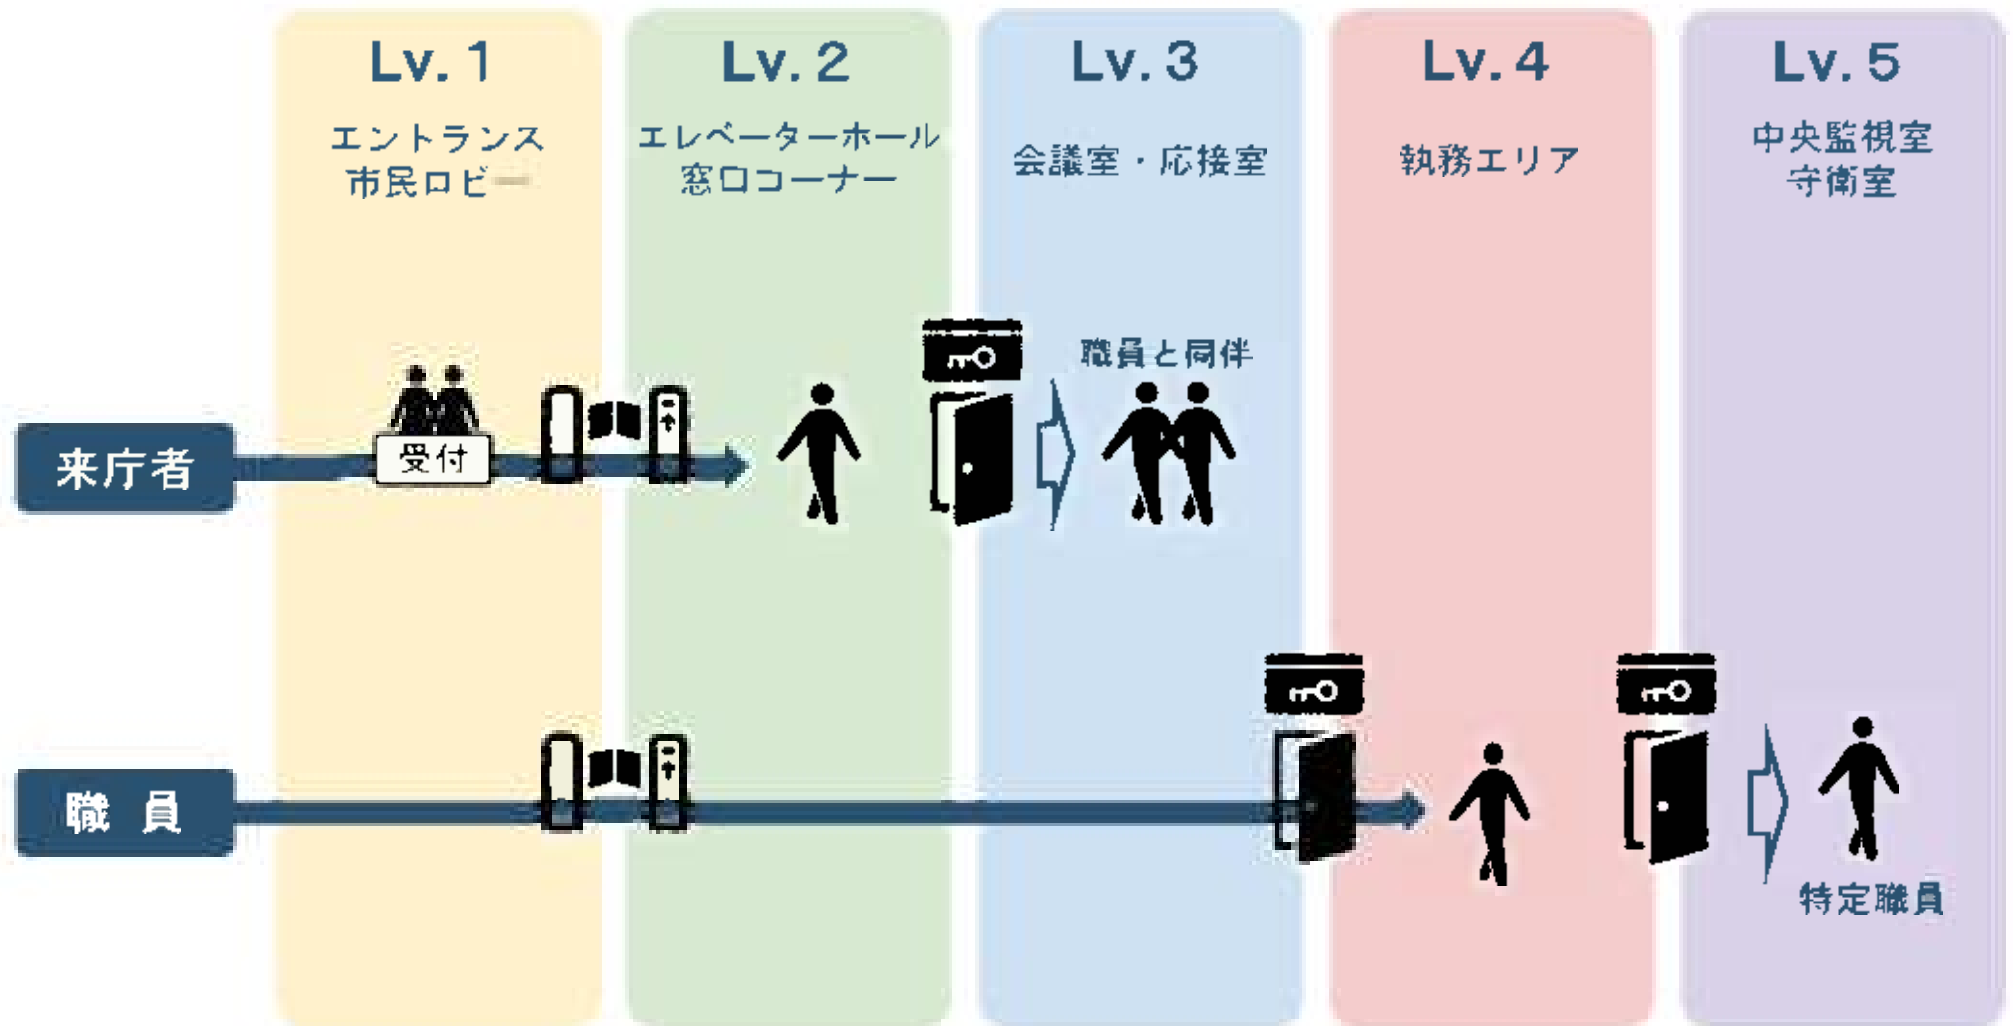 Lv. 1
エントランス
市民ロビー
Lv. 2
エレベーターホール
窓口コーナー
Lv. 3
会議室・応接室
Lv. 4
執務エリア
Lv. 5
中央監視室
守衛室
職員と同伴
来庁者
受付
職 員
特定職員